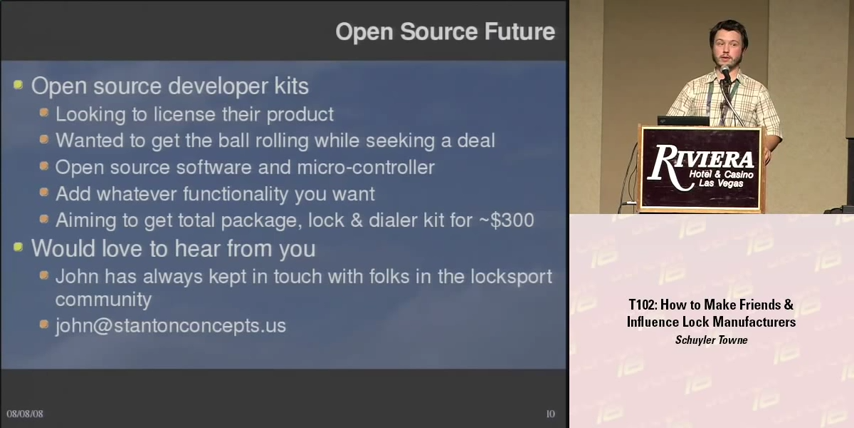 Open Source Future
Open source developer kits
Looking to license their product
Wanted to get the ball rolling while seeking a deal
Open source software and micro-controller
Add whatever functionality you want
Aiming to get total package, lock & dialer kit for ~$300
Would love to hear from you
John has always kept in touch with folks in the locksport
community
john@stantonconcepts.us
08/08/08
10
RIVIERA
Hotel & Casino
Las Vegas
T102: How to Make Friends &
Influence Lock Manufacturers
Schuyler Towne